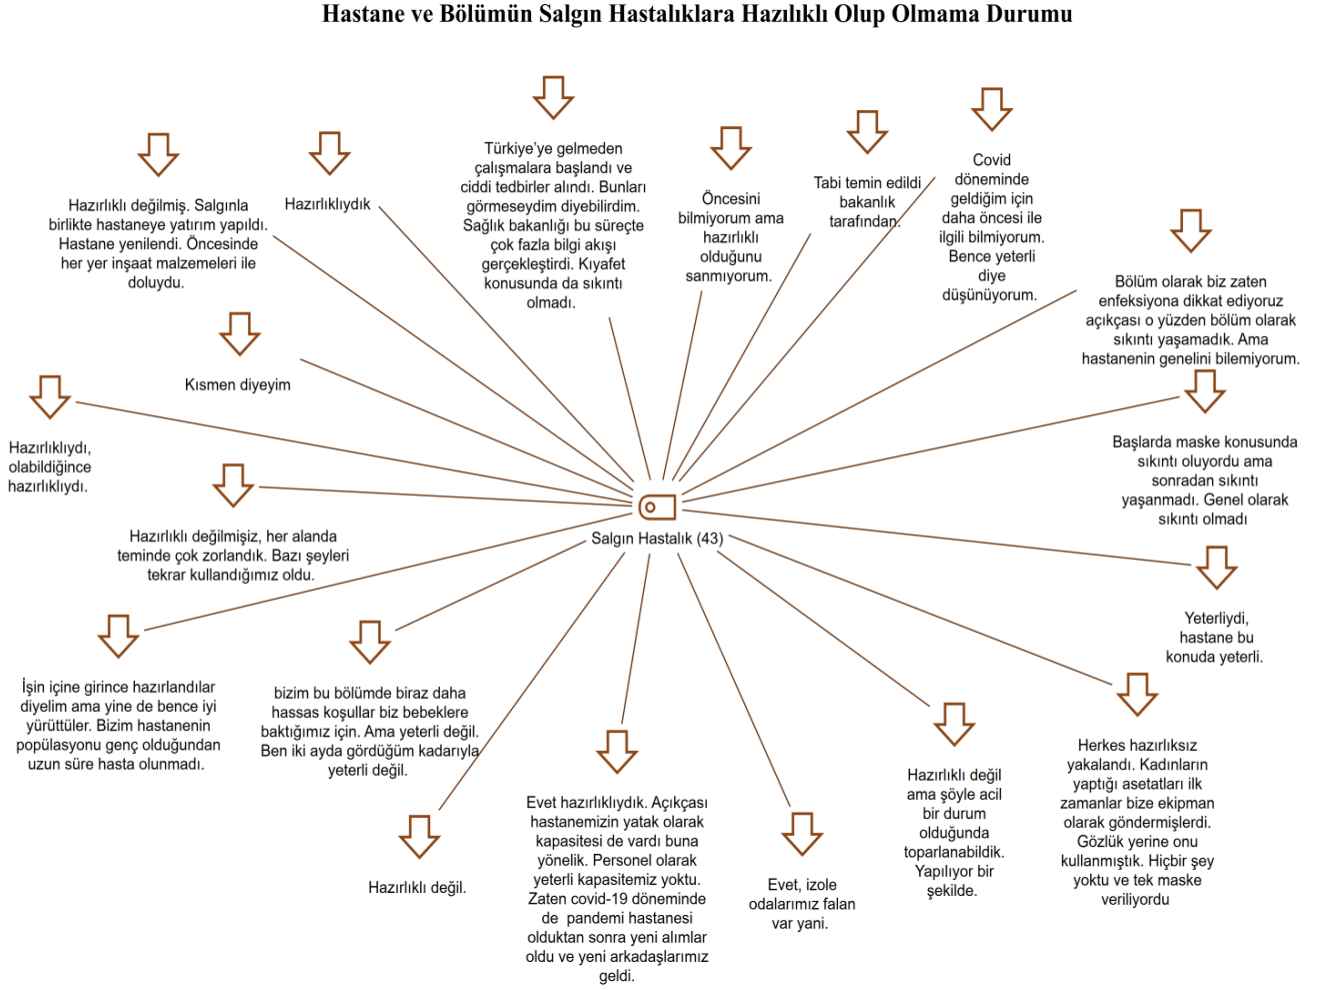 Hastane ve Bölümün Salgın Hastalıklara Hazılıklı Olup Olmama Durumu
Hazırlıklı değilmiş. Salgınla
birlikte hastaneye yatırım yapıldı.
Hastane yenilendi. Öncesinde
her yer inşaat malzemeleri ile
doluydu.
Hazırlıklıydık
Türkiye'ye gelmeden
çalışmalara başlandı ve
ciddi tedbirler alındı. Bunları
görmeseydim diyebilirdim.
Sağlık bakanlığı bu süreçte
çok fazla bilgi akışı
gerçekleştirdi. Kıyafet
konusunda da sıkıntı
olmadı.
Öncesini
bilmiyorum ama
hazırlıklı
olduğunu
sanmıyorum.
Tabi temin edildi
bakanlık
tarafından.
Covid
döneminde
geldiğim için
daha öncesi ile
ilgili bilmiyorum.
Bence yeterli
diye
düşünüyorum.
Bölüm olarak biz zaten
enfeksiyona dikkat ediyoruz
açıkçası o yüzden bölüm olarak
sıkıntı yaşamadık. Ama
hastanenin genelini bilemiyorum.
Kısmen diyeyim
Hazırlıklıydı,
olabildiğince
hazırlıklıydı.
Başlarda maske konusunda
sıkıntı oluyordu ama
sonradan sıkıntı
yaşanmadı. Genel olarak
sıkıntı olmadı
Hazırlıklı değilmişiz, her alanda
teminde çok zorlandık. Bazı şeyleri
tekrar kullandığımız oldu.
Salgın Hastalık (43)
Yeterliydi,
hastane bu
konuda yeterli.
İşin içine girince hazırlandılar
diyelim ama yine de bence iyi
yürüttüler. Bizim hastanenin
popülasyonu genç olduğundan
uzun süre hasta olunmadı.
bizim bu bölümde biraz daha
hassas koşullar biz bebeklere
baktığımız için. Ama yeterli değil.
Ben iki ayda gördüğüm kadarıyla
yeterli değil.
Hazırlıklı değil.
Evet hazırlıklıydık. Açıkçası
hastanemizin yatak olarak
kapasitesi de vardı buna
yönelik. Personel olarak
yeterli kapasitemiz yoktu.
Zaten covid-19 döneminde
de pandemi hastanesi
olduktan sonra yeni alımlar
oldu ve yeni arkadaşlarımız
geldi.
Evet, izole
odalarımız falan
var yani.
Hazırlıklı değil
ama şöyle acil
bir durum
olduğunda
toparlanabildik.
Yapılıyor bir
şekilde.
Herkes hazırlıksız
yakalandı. Kadınların
yaptığı asetatları ilk
zamanlar bize ekipman
olarak göndermişlerdi.
Gözlük yerine onu
kullanmıştık. Hiçbir şey
yoktu ve tek maske
veriliyordu